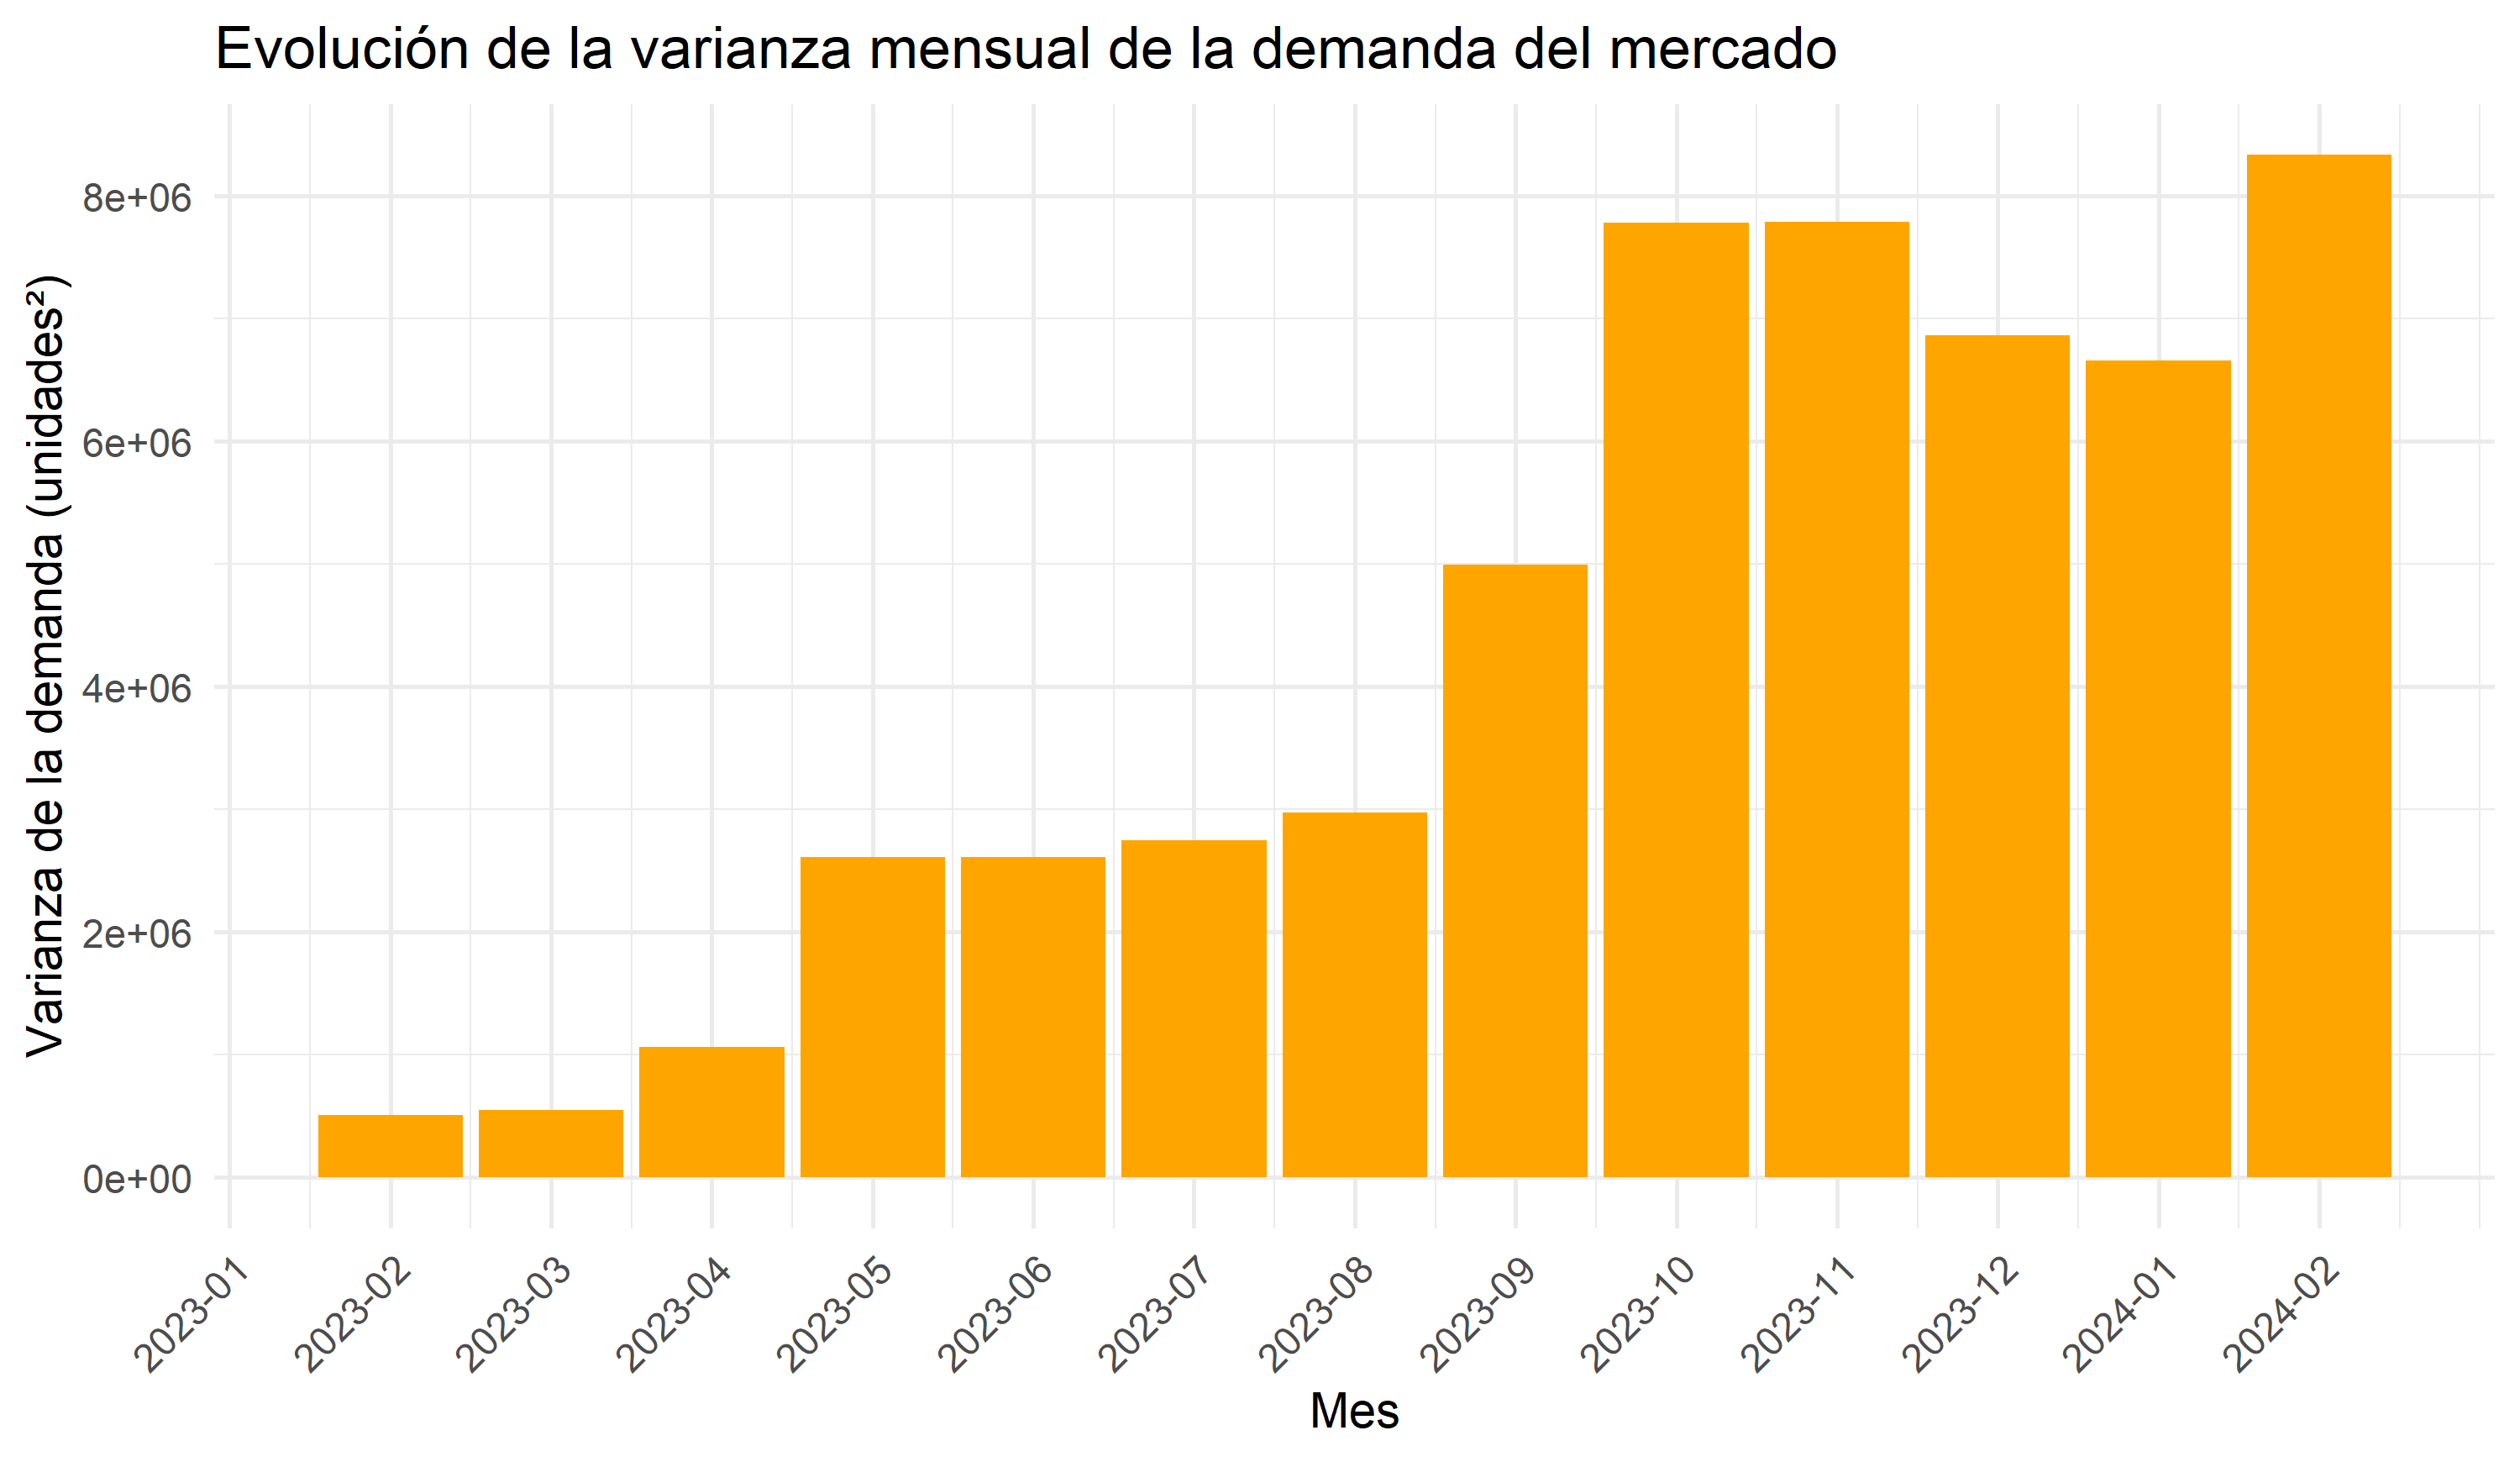 Evolución de la varianza mensual de la demanda del mercado
Varianza de la demanda (unidades²)
8e+06
6e+06
4e+06
2e+06
0e+00
2023-01
2023-02
2023-03
2023-04
2023-05
2023-06
2023-07
2023-08
2023-09
2023-10
2023-11
2023-12
2024-01
2024-02
Mes